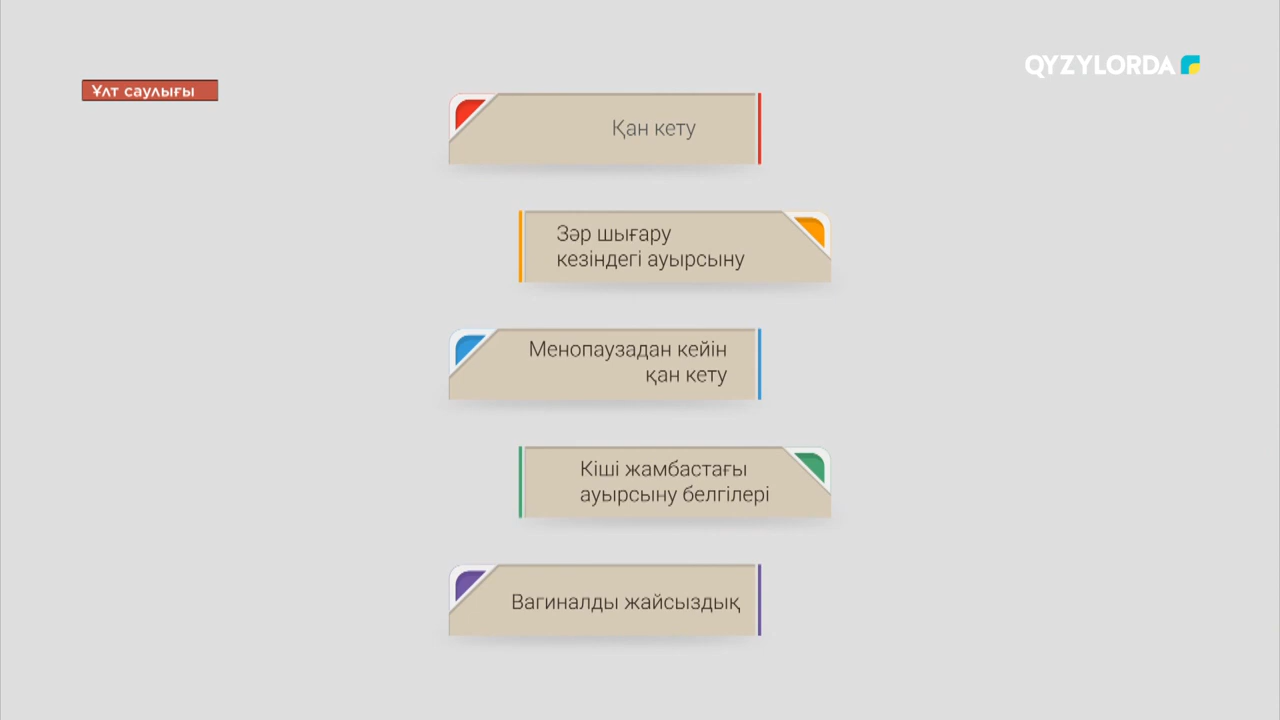 QYZYLORDA
Ұлт саулығы
Қан кету
Зәр шығару
кезіндегі ауырсыну
Менопаузадан кейін
қан кету
Кіші жамбастағы
ауырсыну белгілері
Вагиналды жайсыздық